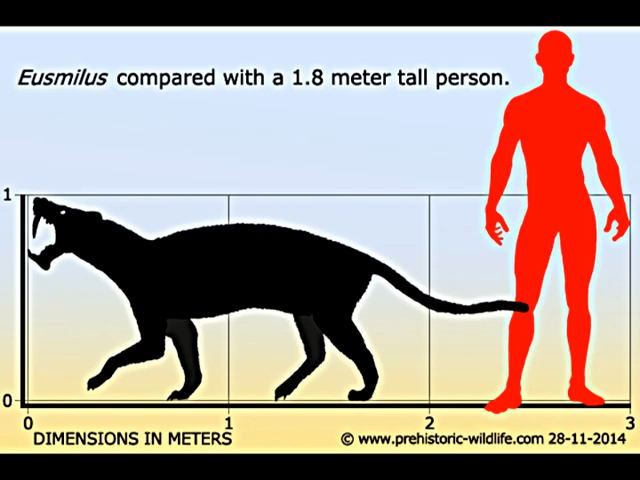 Eusmilus compared with a 1.8 meter tall person.
1
0
0 1 2 3
DIMENSIONS IN METERS © www.prehistoric-wildlife.com 28-11-2014